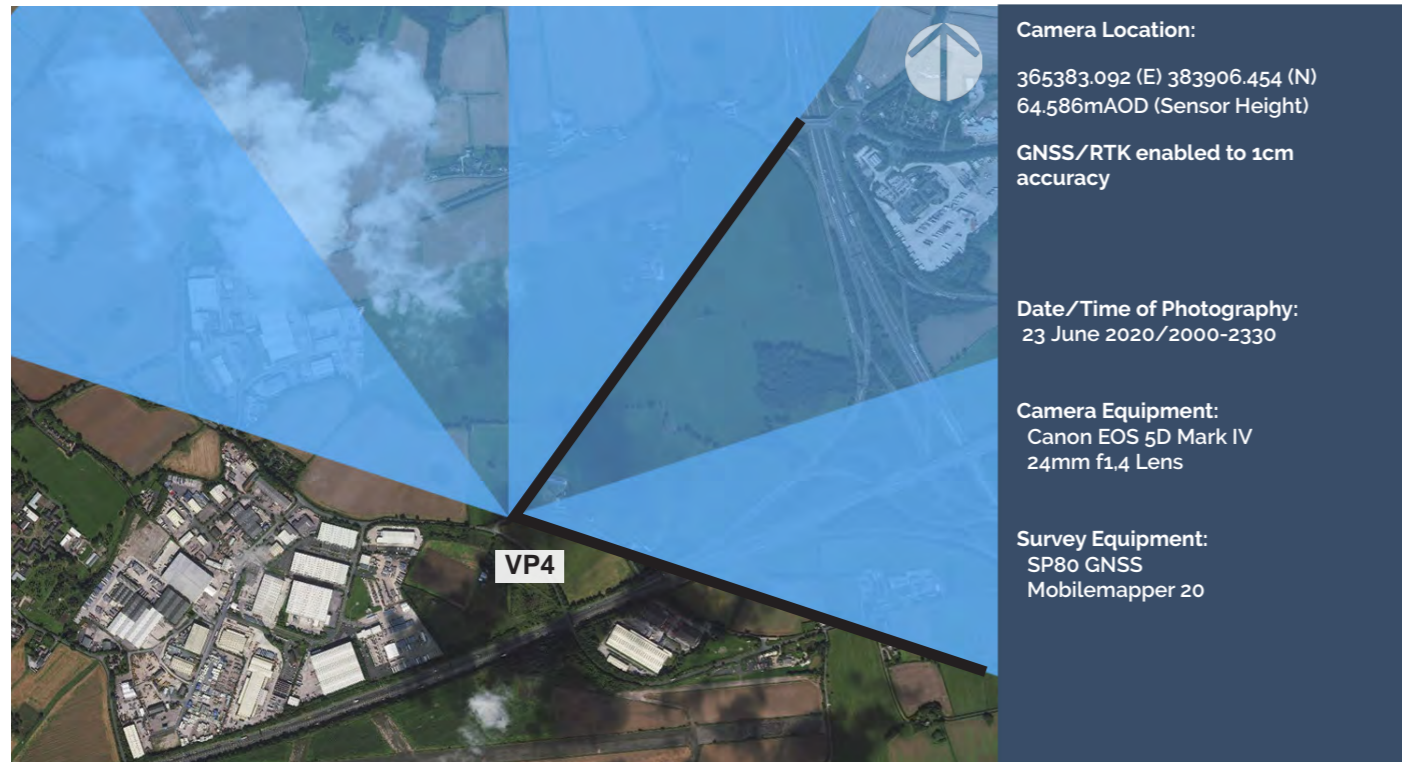 VP4
Camera Location:
365383.092 (E) 383906.454 (N)
64.586mAOD (Sensor Height)
GNSS/RTK enabled to 1cm
accuracy
Date/Time of Photography:
23 June 2020/2000-2330
Camera Equipment:
Canon EOS 5D Mark IV
24mm f1,4 Lens
Survey Equipment:
SP80 GNSS
Mobilemapper 20